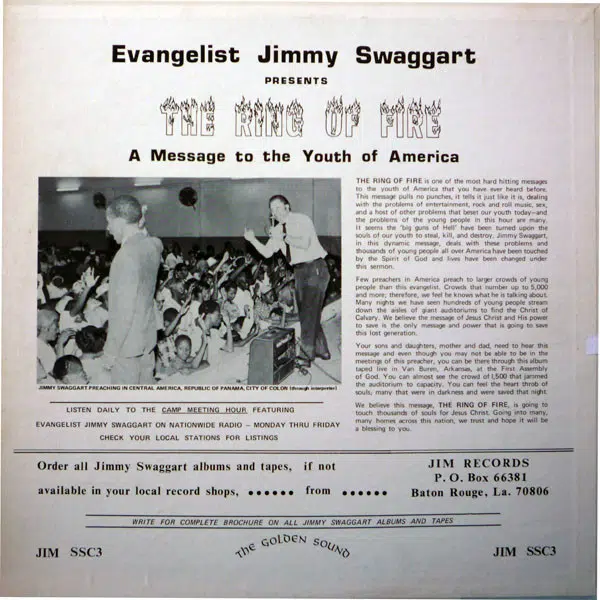 Evangelist Jimmy Swaggart
PRESENTS
THE RING OF FIRE
A Message to the Youth of America
JIMMY SWAGGART PREACHING IN CENTRAL AMERICA, REPUBLIC OF PANAMA, CITY OF COLON (through interpreter)
LISTEN DAILY TO THE CAMP MEETING HOUR FEATURING
EVANGELIST JIMMY SWAGGART ON NATIONWIDE RADIO – MONDAY THRU FRIDAY
CHECK YOUR LOCAL STATIONS FOR LISTINGS
THE RING OF FIRE is one of the most hard hitting messages
to the youth of America that you have ever heard before.
This message pulls no punches, it tells it just like it is, dealing
with the problems of entertainment, rock and roll music, sex,
and a host of other problems that beset our youth today—and
the problems of the young people in this hour are many.
It seems the 'big guns of Hell' have been turned upon the
souls of our youth to steal, kill, and destroy. Jimmy Swaggart,
in this dynamic message, deals with these problems and
thousands of young people all over America have been touched
by the Spirit of God and lives have been changed under
this sermon.
Few preachers in America preach to larger crowds of young
people than this evangelist. Crowds that number up to 5,000
and more; therefore, we feel he knows what he is talking about.
Many nights we have seen hundreds of young people stream
down the aisles of giant auditoriums to find the Christ of
Calvary. We believe the message of Jesus Christ and His power
to save is the only message and power that is going to save
this lost generation.
Your sons and daughters, mother and dad, need to hear this
message and even though you may not be able to be in the
meetings of this preacher, you can be there through this album
taped live in Van Buren, Arkansas, at the First Assembly
of God. You can almost see the crowd of 1,500 that jammed
the auditorium to capacity. You can feel the heart throb of
souls, many that were in darkness and were saved that night.
We believe this message, THE RING OF FIRE, is going to
touch thousands of souls for Jesus Christ. Going into many,
many homes across this nation, we trust and hope it will be
a blessing to you.
Order all Jimmy Swaggart albums and tapes, if not
available in your local record shops, •••••• from ••••••
JIM RECORDS
P. O. Box 66381
Baton Rouge, La. 70806
WRITE FOR COMPLETE BROCHURE ON ALL JIMMY SWAGGART ALBUMS AND TAPES
JIM SSC3
THE GOLDEN SOUND
JIM SSC3